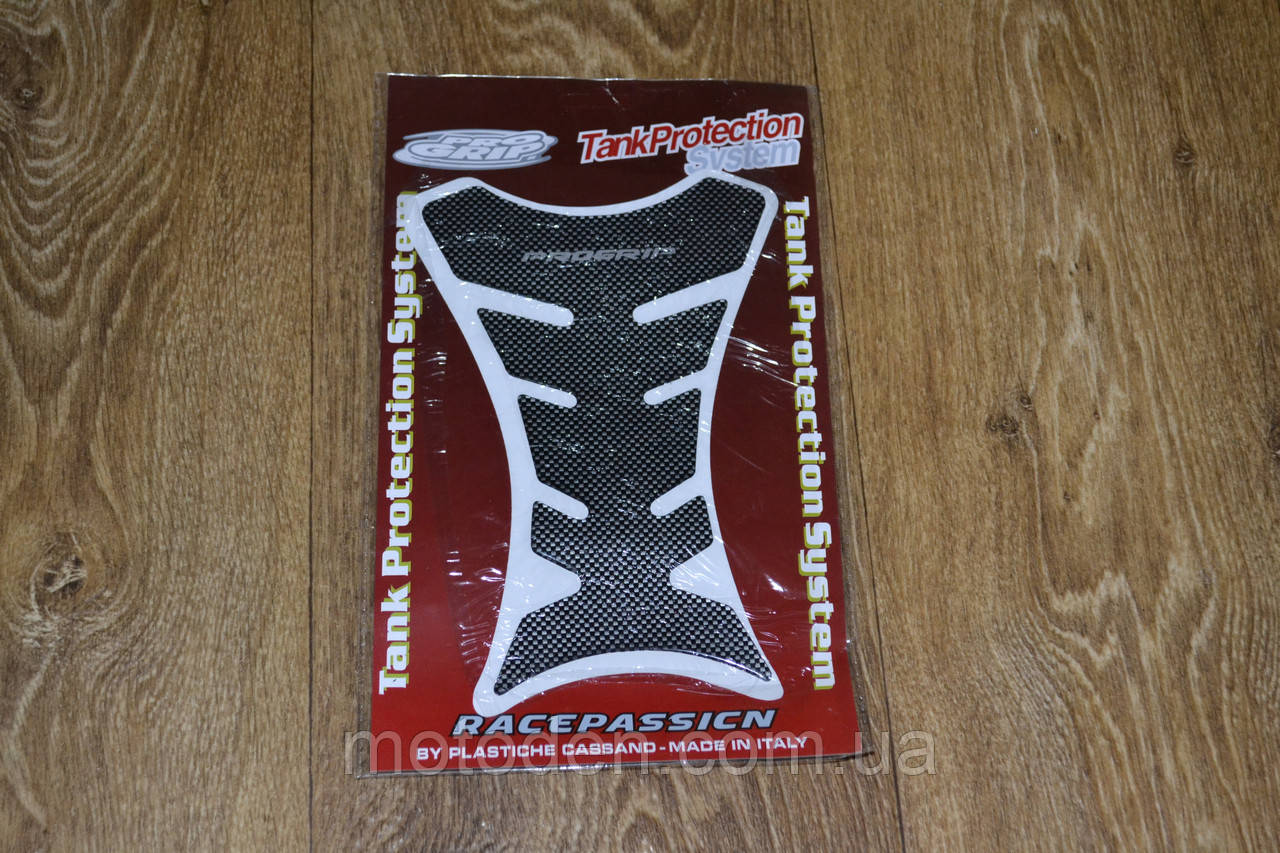 PRO
GRIP
TankProtection
System
Tank Protection System
PROGRIP
Tank Protection System
RACEPASSICN
BY PLASTICHE CASSANO - MADE IN ITALY
motoden.com.ua